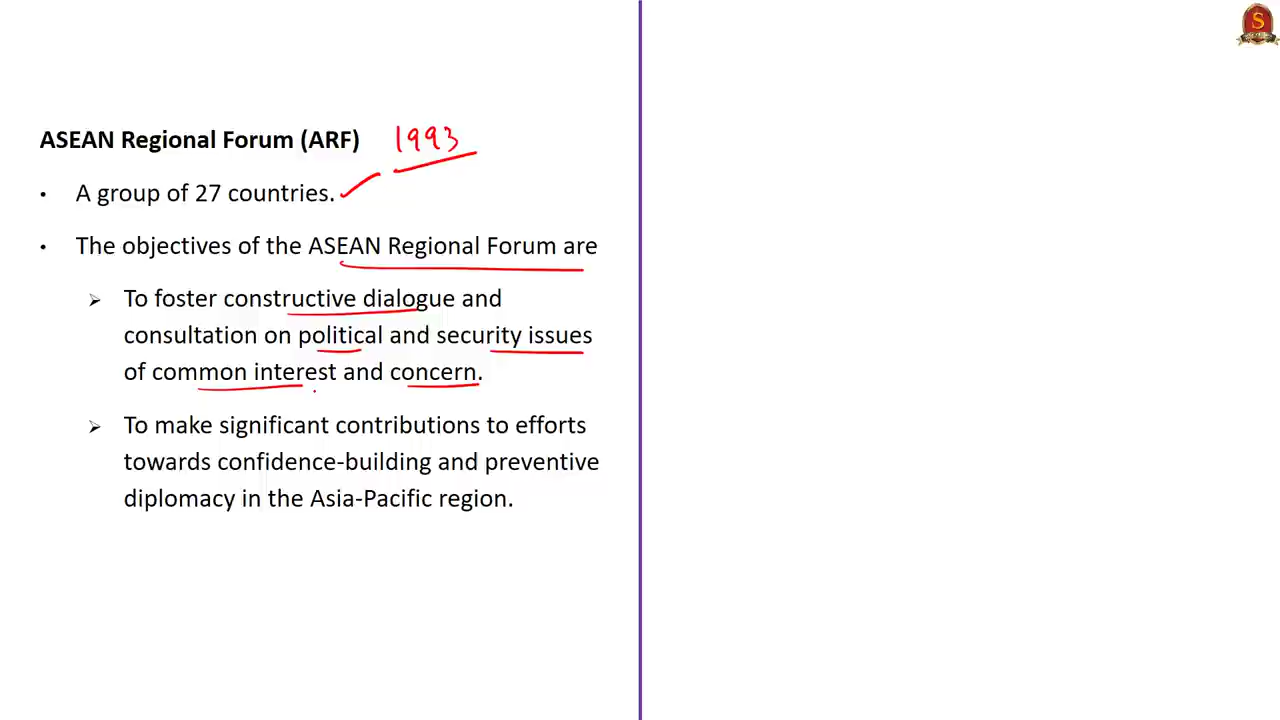 ASEAN Regional Forum (ARF) 1993
• A group of 27 countries.
• The objectives of the ASEAN Regional Forum are
➢ To foster constructive dialogue and
consultation on political and security issues
of common interest and concern.
➢ To make significant contributions to efforts
towards confidence-building and preventive
diplomacy in the Asia-Pacific region.
S